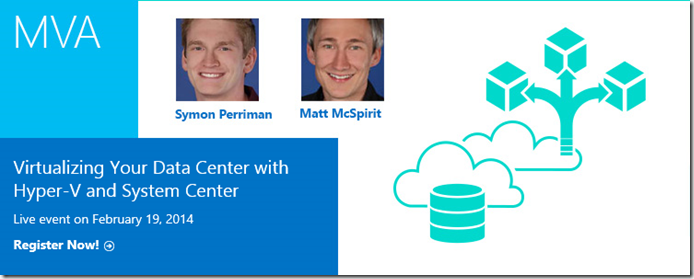 MVA
Symon Perriman
Matt McSpirit
Virtualizing Your Data Center with
Hyper-V and System Center
Live event on February 19, 2014
Register Now!